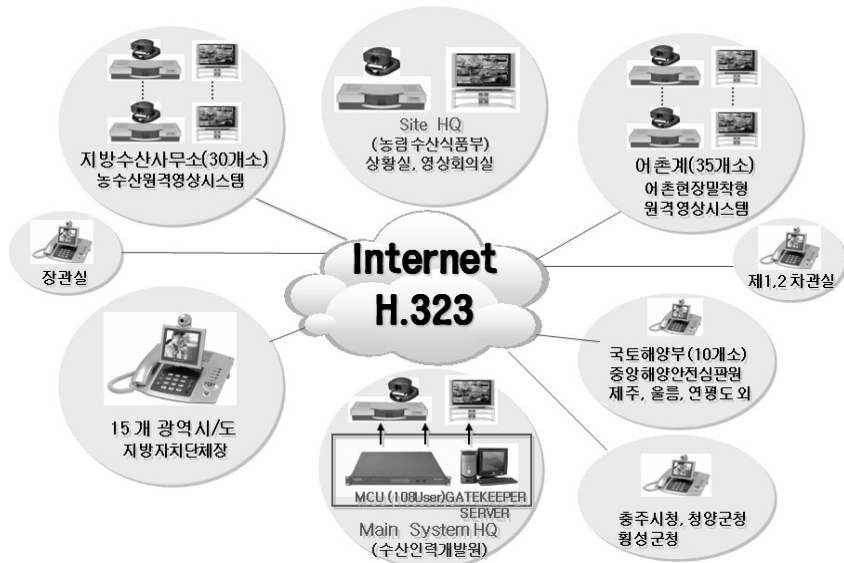 Site HQ
(농림수산식품부)
상황실, 영상회의실
지방수산사무소(30개소)
농수산원격영상시스템
어촌계(35개소)
어촌현장밀착형
원격영상시스템
장관실
Internet
H.323
제1,2차관실
15개 광역시/도
지방자치단체장
국토해양부(10개소)
중앙해양안전심판원
제주, 울릉, 연평도 외
MCU (108User)
GATEKEEPER
SERVER
Main System HQ
(수산인력개발원)
충주시청, 청양군청
횡성군청